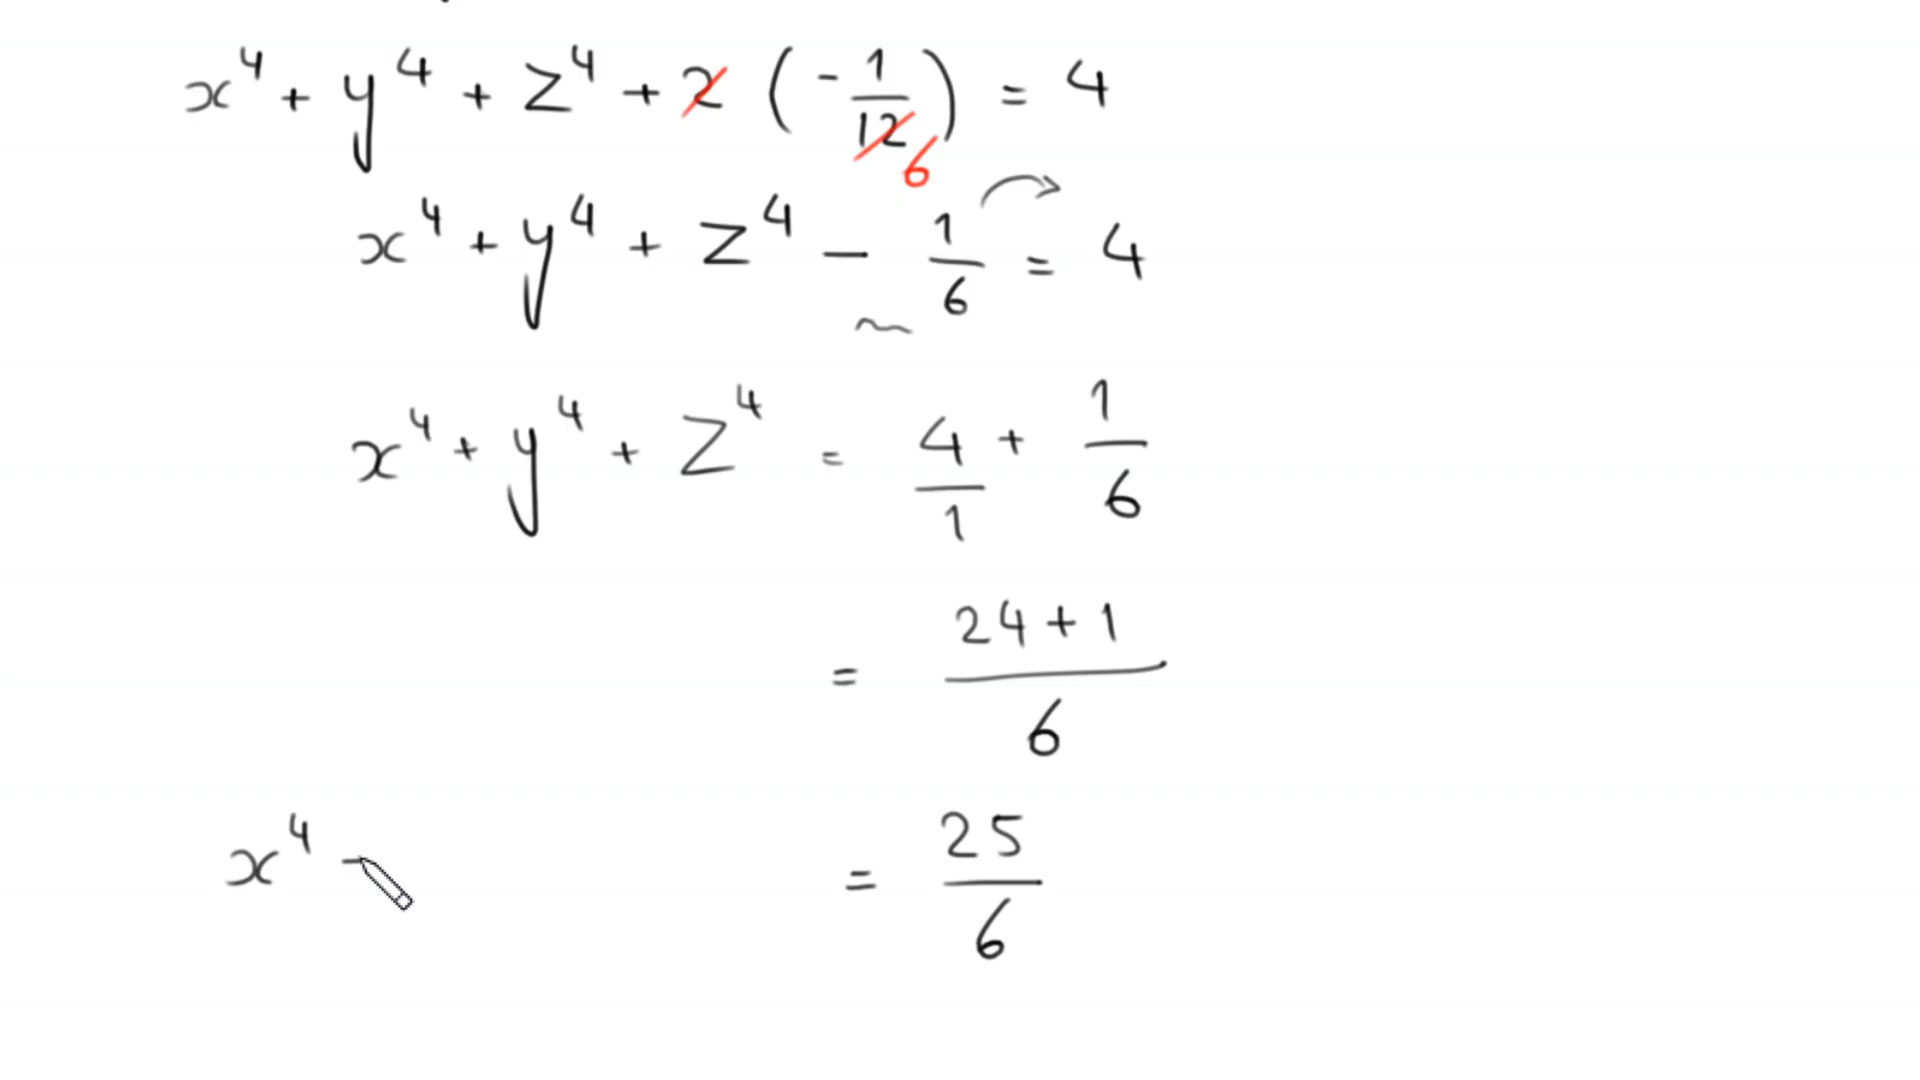 x⁴ + y⁴ + z⁴ + 2 (- 1/12 6) = 4
x⁴ + y⁴ + z⁴ - 1/6 = 4
x⁴ + y⁴ + z⁴ = 4/1 + 1/6
= (24 + 1)/6
x⁴ - = 25/6